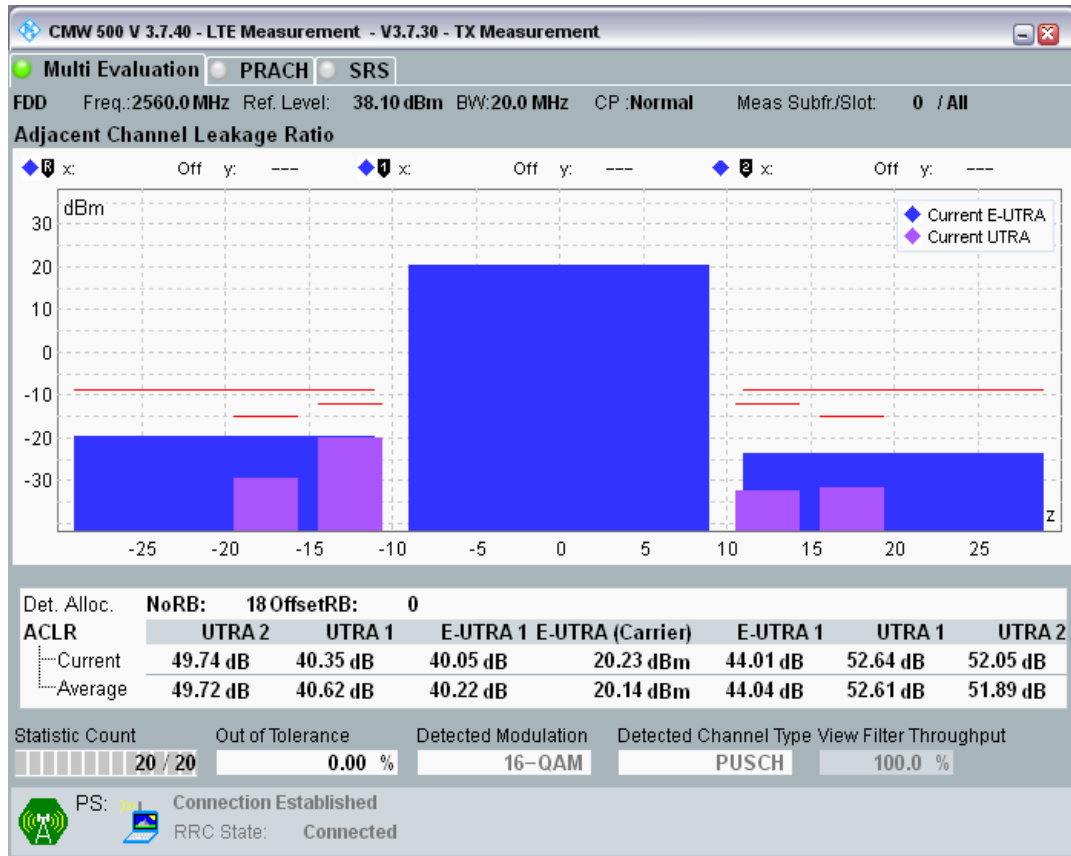 CMW 500 V 3.7.40 - LTE Measurement - V3.7.30 - TX Measurement
Multi Evaluation PRACH SRS
FDD Freq.:2560.0 MHz Ref. Level: 38.10 dBm BW:20.0 MHz CP :Normal Meas Subfr./Slot: 0 / All
Adjacent Channel Leakage Ratio
R x: Off y: --- 1 x: Off y: --- 2 x: Off y: ---
dBm
Current E-UTRA
Current UTRA
30
20
10
0
-10
-20
-30
z
-25 -20 -15 -10 -5 0 5 10 15 20 25
Det. Alloc. NoRB: 18 OffsetRB: 0
ACLR UTRA 2 UTRA 1 E-UTRA 1 E-UTRA (Carrier) E-UTRA 1 UTRA 1 UTRA 2
Current 49.74 dB 40.35 dB 40.05 dB 20.23 dBm 44.01 dB 52.64 dB 52.05 dB
Average 49.72 dB 40.62 dB 40.22 dB 20.14 dBm 44.04 dB 52.61 dB 51.89 dB
Statistic Count Out of Tolerance Detected Modulation Detected Channel Type View Filter Throughput
20 / 20 0.00 % 16-QAM PUSCH 100.0 %
PS: Connection Established
RRC State: Connected